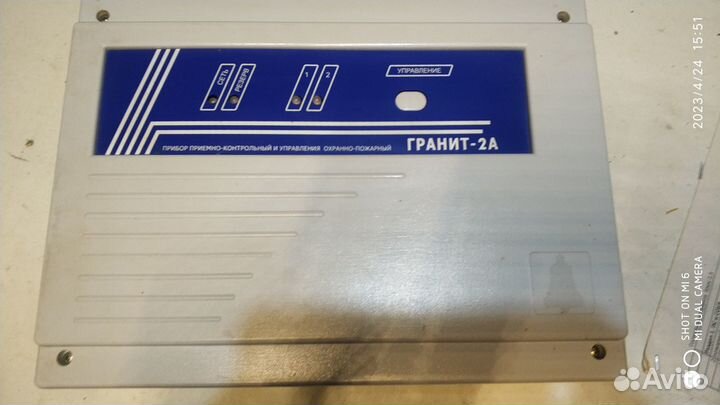 СЕТЬ
РЕЗЕРВ
1
2
УПРАВЛЕНИЕ
ПРИБОР ПРИЕМНО-КОНТРОЛЬНЫЙ И УПРАВЛЕНИЯ ОХРАННО-ПОЖАРНЫЙ ГРАНИТ-2А
2023/4/24 15:51
SHOT ON MI 6
MI DUAL CAMERA
Avito